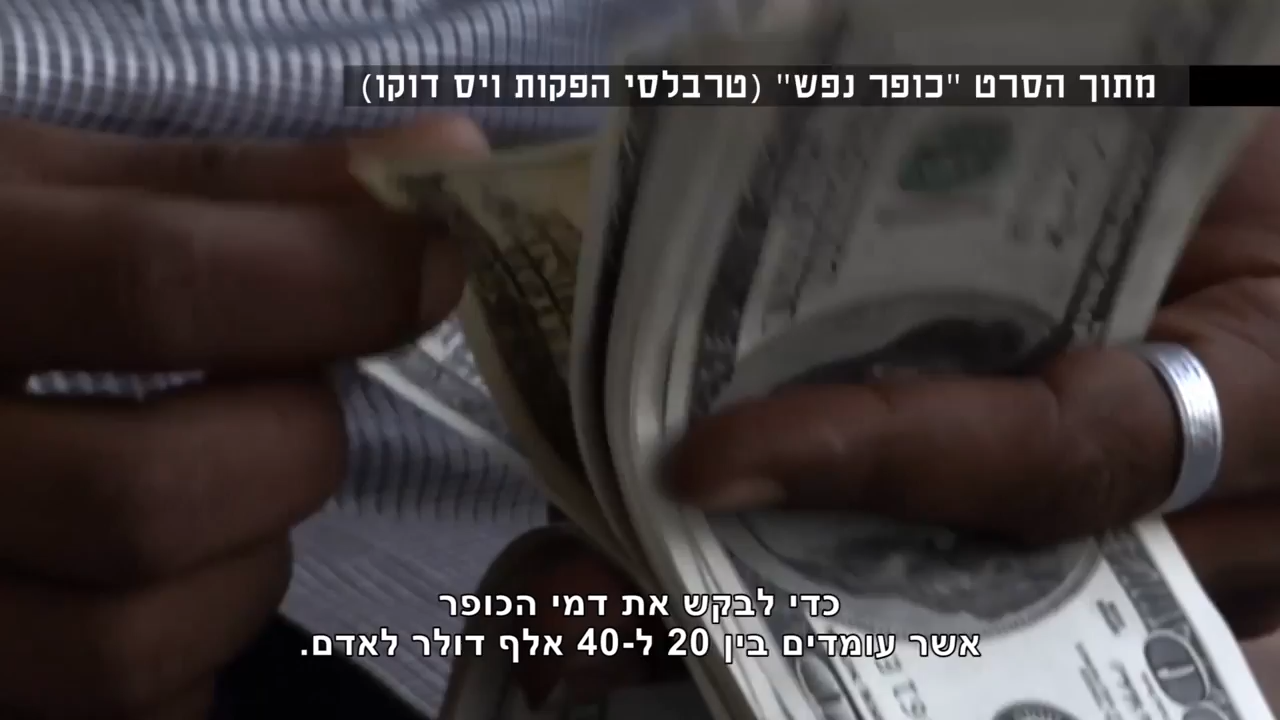 מתוך הסרט "כופר נפש" (טרבלסי הפקות ויס דוקו)
כדי לבקש את דמי הכופר
אשר עומדים בין 20 ל-40 אלף דולר לאדם.